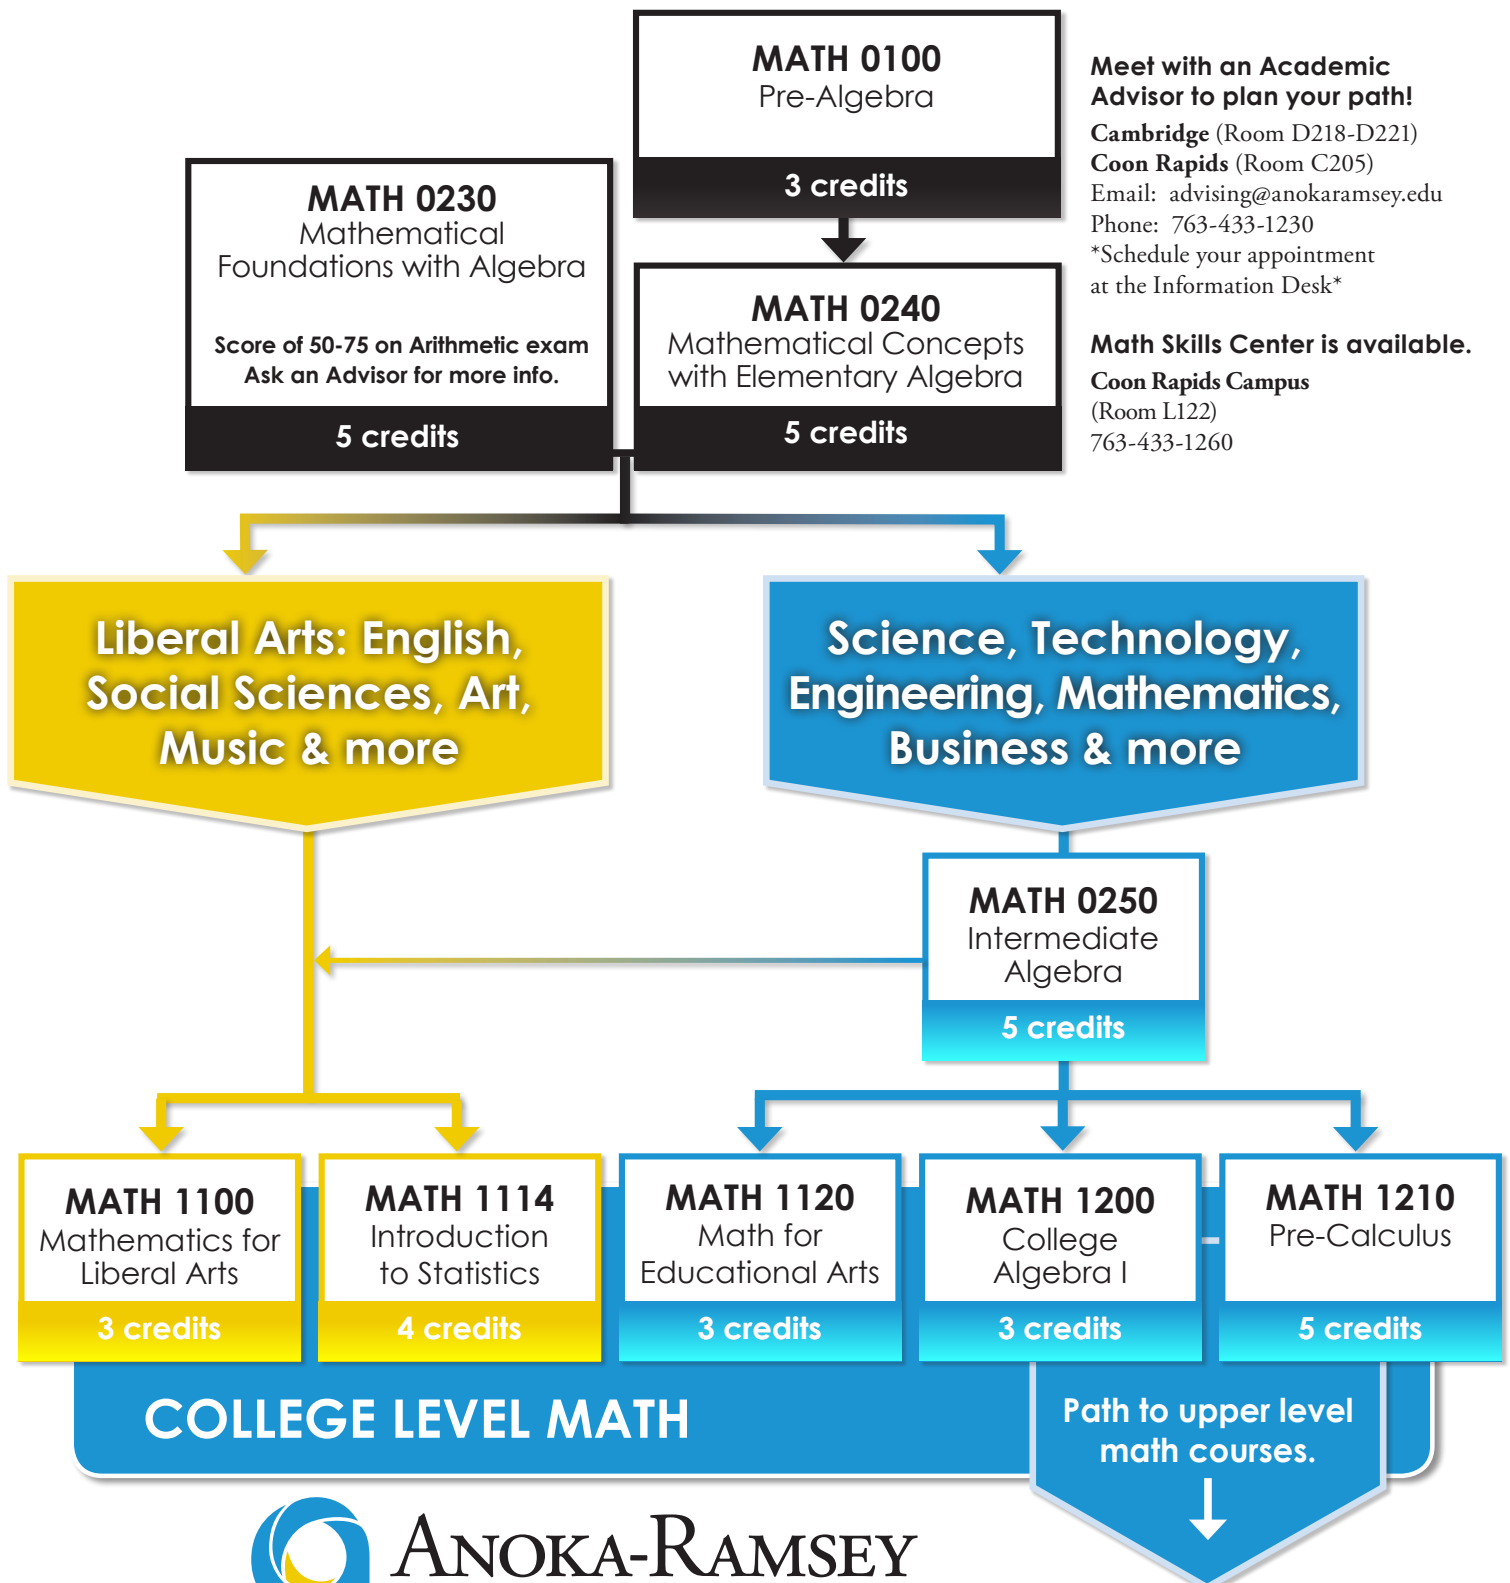 MATH 0100
Pre-Algebra
3 credits
MATH 0230
Mathematical
Foundations with Algebra
Score of 50-75 on Arithmetic exam
Ask an Advisor for more info.
5 credits
MATH 0240
Mathematical Concepts
with Elementary Algebra
5 credits
Meet with an Academic
Advisor to plan your path!
Cambridge (Room D218-D221)
Coon Rapids (Room C205)
Email: advising@anokaramsey.edu
Phone: 763-433-1230
*Schedule your appointment
at the Information Desk*
Math Skills Center is available.
Coon Rapids Campus
(Room L122)
763-433-1260
Liberal Arts: English,
Social Sciences, Art,
Music & more
Science, Technology,
Engineering, Mathematics,
Business & more
MATH 0250
Intermediate
Algebra
5 credits
MATH 1100
Mathematics for
Liberal Arts
3 credits
MATH 1114
Introduction
to Statistics
4 credits
MATH 1120
Math for
Educational Arts
3 credits
MATH 1200
College
Algebra I
3 credits
MATH 1210
Pre-Calculus
5 credits
COLLEGE LEVEL MATH
Path to upper level
math courses.
ANOKA-RAMSEY